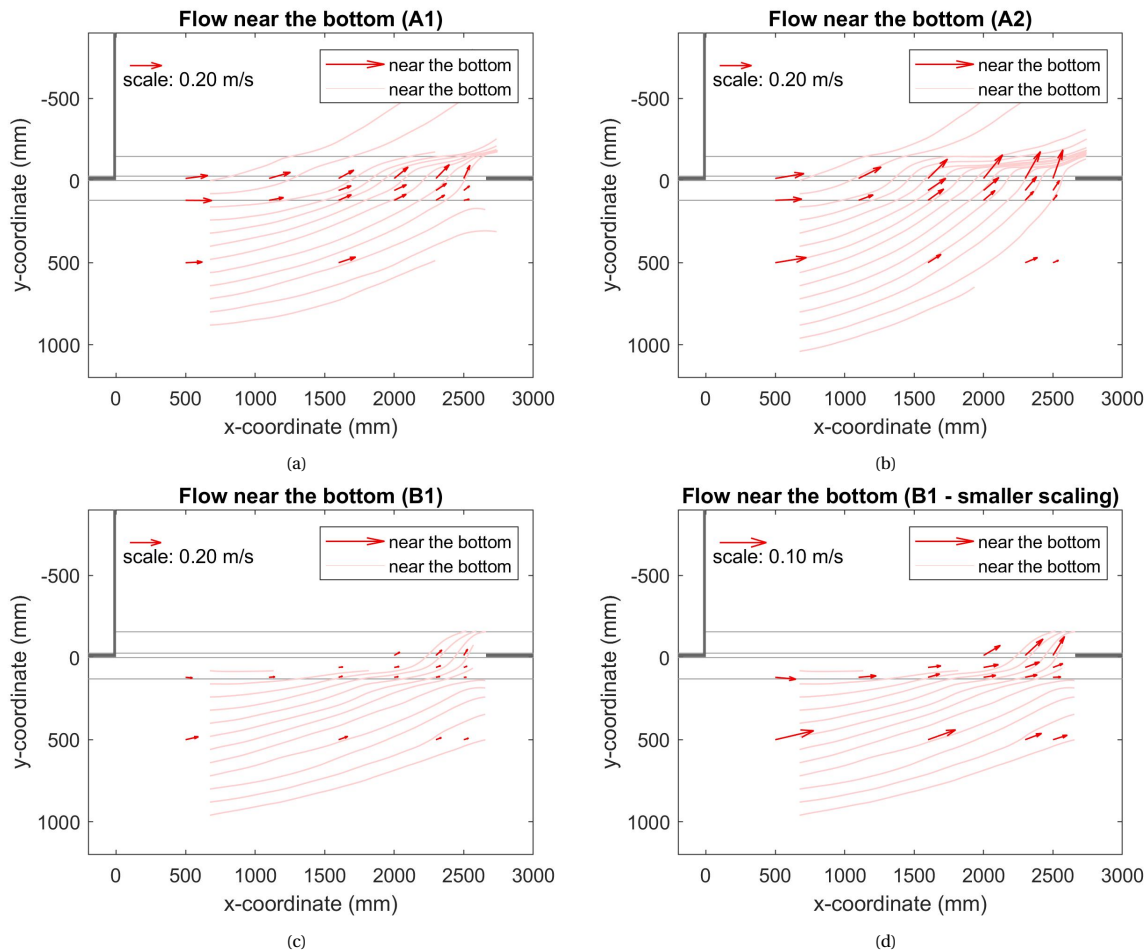 Flow near the bottom (A1)
scale: 0.20 m/s
near the bottom
near the bottom
-500
0
500
1000
y-coordinate (mm)
0 500 1000 1500 2000 2500 3000
x-coordinate (mm)
(a)
Flow near the bottom (A2)
scale: 0.20 m/s
near the bottom
near the bottom
-500
0
500
1000
y-coordinate (mm)
0 500 1000 1500 2000 2500 3000
x-coordinate (mm)
(b)
Flow near the bottom (B1)
scale: 0.20 m/s
near the bottom
near the bottom
-500
0
500
1000
y-coordinate (mm)
0 500 1000 1500 2000 2500 3000
x-coordinate (mm)
(c)
Flow near the bottom (B1 - smaller scaling)
scale: 0.10 m/s
near the bottom
near the bottom
-500
0
500
1000
y-coordinate (mm)
0 500 1000 1500 2000 2500 3000
x-coordinate (mm)
(d)